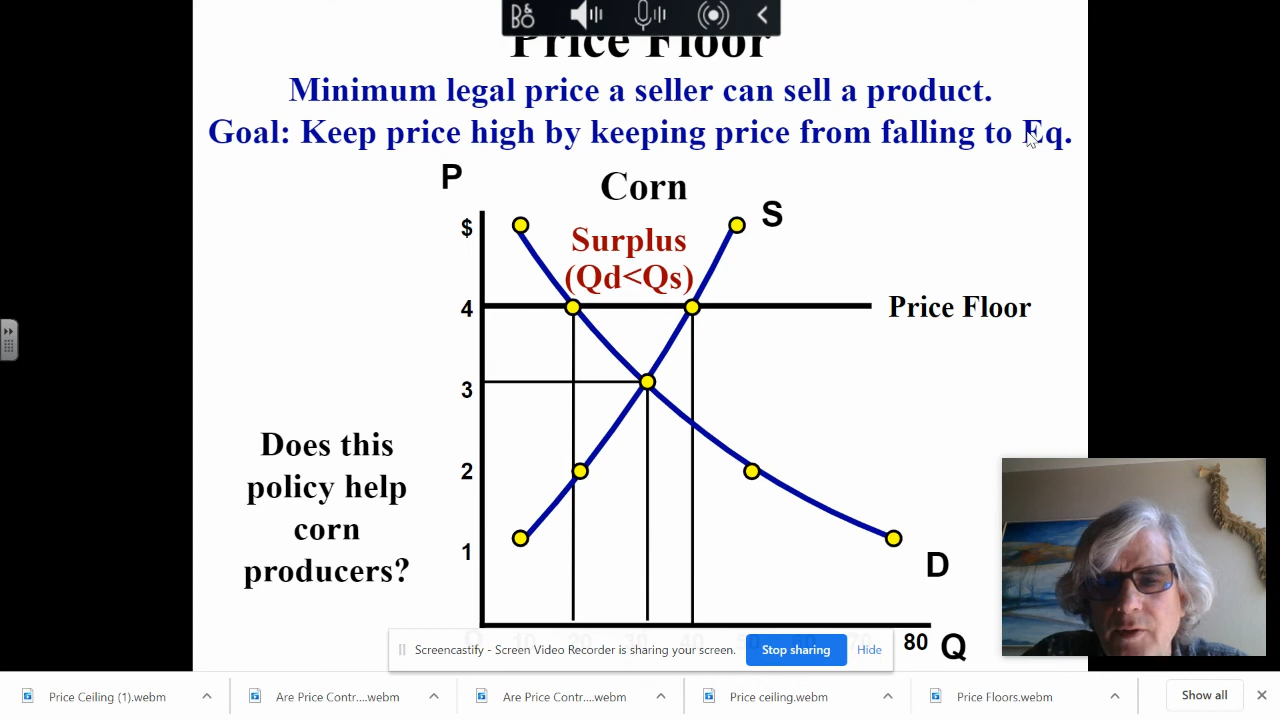 B&O
Price Floor
Minimum legal price a seller can sell a product.
Goal: Keep price high by keeping price from falling to Eq.
P
Corn
$
S
Surplus
(Qd<Qs)
4
Price Floor
3
Does this
policy help
corn
producers?
2
1
D
80 Q
Screencastify - Screen Video Recorder is sharing your screen.
Stop sharing
Hide
Price Ceiling (1).webm
Are Price Contr....webm
Are Price Contr....webm
Price ceiling.webm
Price Floors.webm
Show all